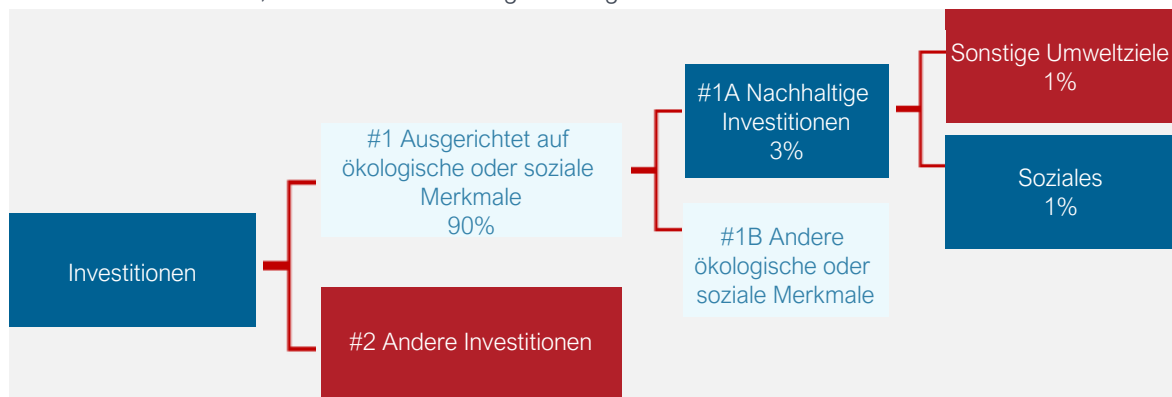 Investitionen
#1 Ausgerichtet auf
ökologische oder soziale
Merkmale
90%
#2 Andere Investitionen
#1A Nachhaltige
Investitionen
3%
#1B Andere
ökologische oder
soziale Merkmale
Sonstige Umweltziele
1%
Soziales
1%